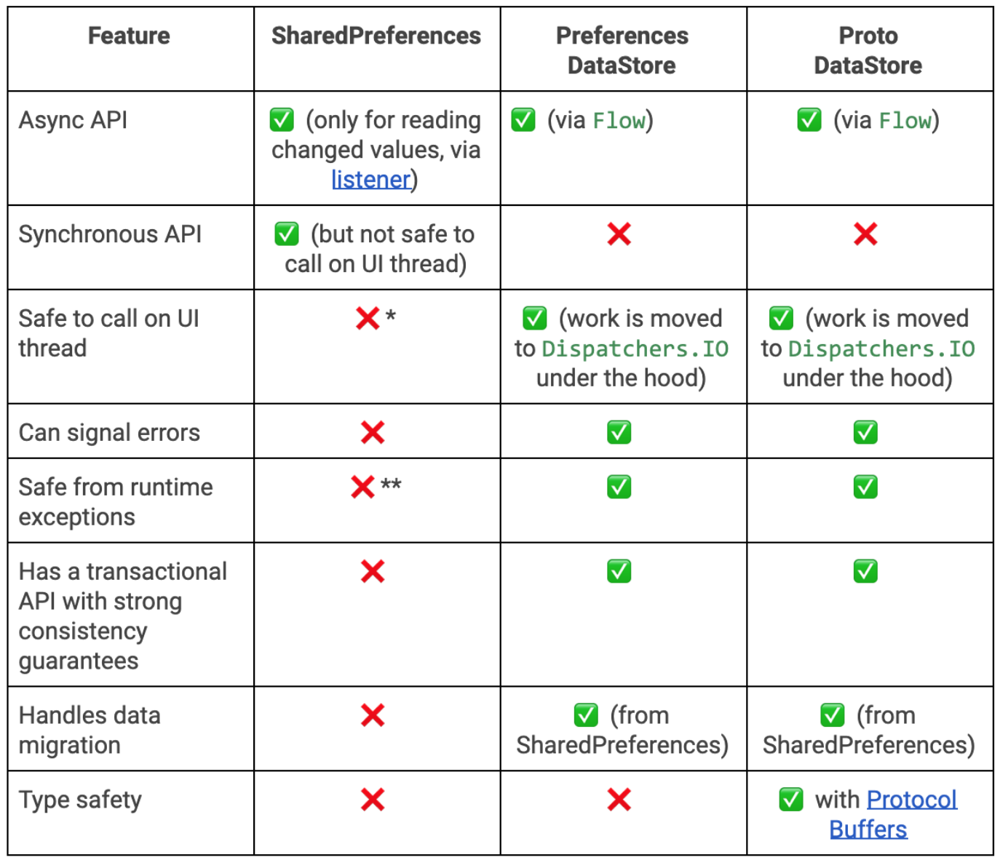 Feature
SharedPreferences
Preferences
DataStore
Proto
DataStore
Async API
✅ (only for reading
changed values, via
listener)
✅ (via Flow)
✅ (via Flow)
Synchronous API
✅ (but not safe to
call on UI thread)
❌
❌
Safe to call on UI
thread
❌*
✅ (work is moved
to Dispatchers.IO
under the hood)
✅ (work is moved
to Dispatchers.IO
under the hood)
Can signal errors
❌
✅
✅
Safe from runtime
exceptions
❌**
✅
✅
Has a transactional
API with strong
consistency
guarantees
❌
✅
✅
Handles data
migration
❌
✅ (from
SharedPreferences)
✅ (from
SharedPreferences)
Type safety
❌
❌
✅ with Protocol
Buffers